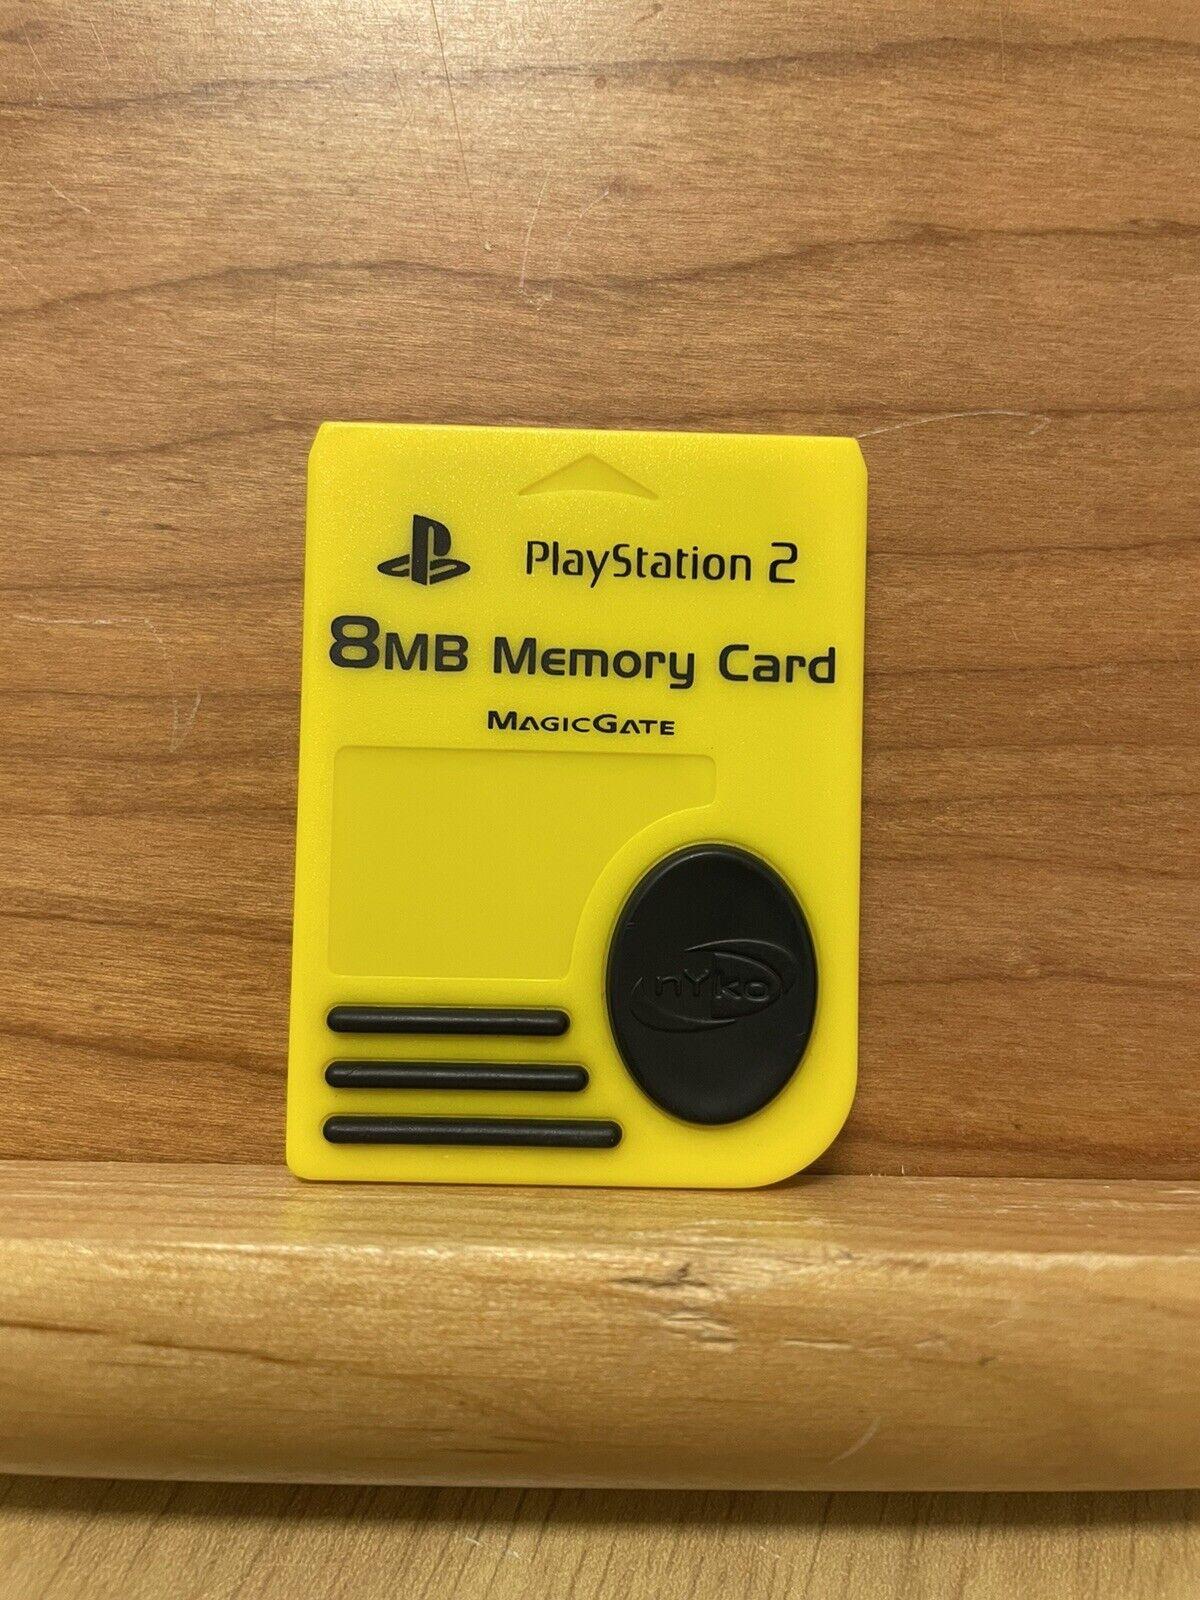 PlayStation 2
8MB Memory Card
MAGICGATE
nyko